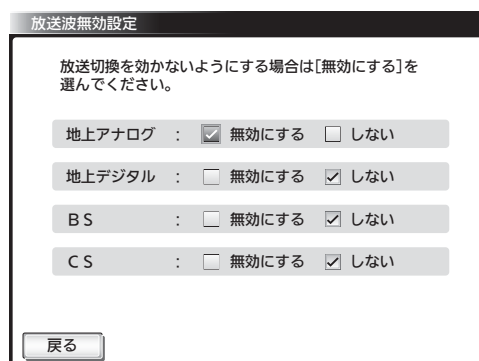 放送波無効設定
放送切換を効かないようにする場合は[無効にする]を
選んでください。
地上アナログ : 無効にする しない
地上デジタル : 無効にする しない
BS : 無効にする しない
CS : 無効にする しない
戻る